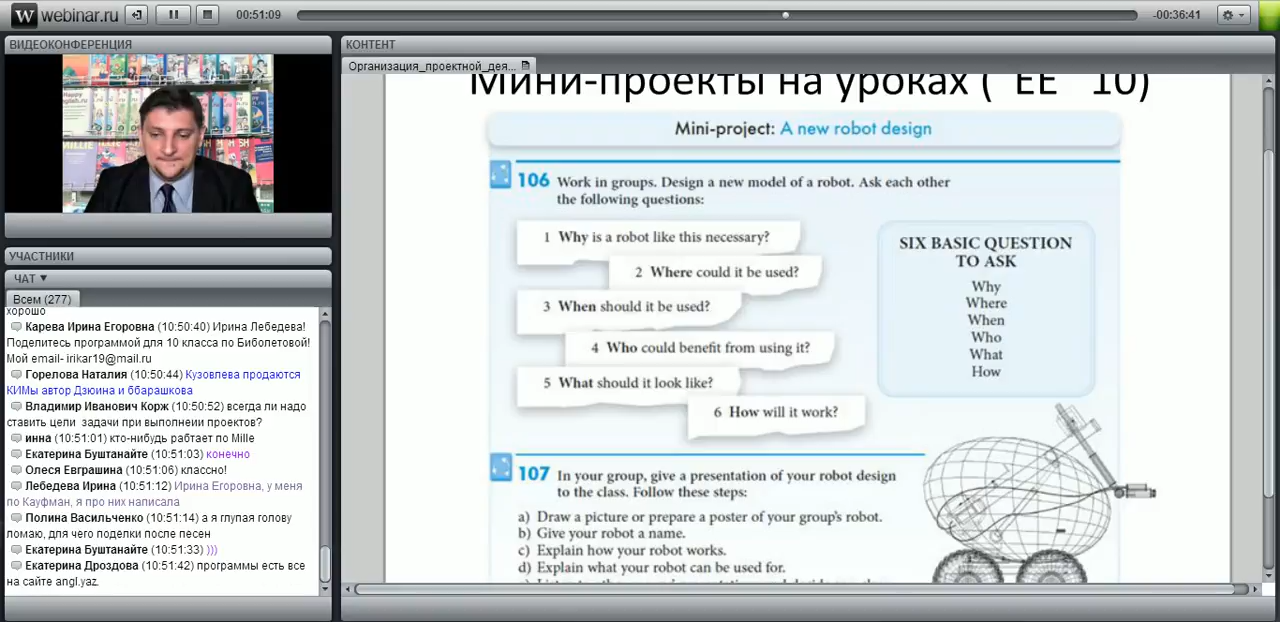 webinar.ru
00:51:09
-00:36:41
ВИДЕОКОНФЕРЕНЦИЯ
УЧАСТНИКИ
ЧАТ
Всем (277)
хорошо
Карева Ирина Егоровна (10:50:40) Ирина Лебедева!
Поделитесь программой для 10 класса по Биболетовой!
Мой email- irikar19@mail.ru
Горелова Наталия (10:50:44) Кузовлева продаются
КИМы автор Дзюина и ббарашкова
Владимир Иванович Корж (10:50:52) всегда ли надо
ставить цели задачи при выполнеии проектов?
инна (10:51:01) кто-нибудь рабтает по Mille
Екатерина Буштанайте (10:51:03) конечно
Олеся Евграшина (10:51:06) классно!
Лебедева Ирина (10:51:12) Ирина Егоровна, у меня
по Кауфман, я про них написала
Полина Васильченко (10:51:14) а я глупая голову
ломаю, для чего поделки после песен
Екатерина Буштанайте (10:51:33) )))
Екатерина Дроздова (10:51:42) программы есть все
на сайте angl.yaz.
КОНТЕНТ
Организация_проектной_дея...
Мини-проекты на уроках ( EE 10)
Mini-project: A new robot design
106 Work in groups. Design a new model of a robot. Ask each other
the following questions:
1 Why is a robot like this necessary?
2 Where could it be used?
3 When should it be used?
4 Who could benefit from using it?
5 What should it look like?
6 How will it work?
SIX BASIC QUESTION
TO ASK
Why
Where
When
Who
What
How
107 In your group, give a presentation of your robot design
to the class. Follow these steps:
a) Draw a picture or prepare a poster of your group's robot.
b) Give your robot a name.
c) Explain how your robot works.
d) Explain what your robot can be used for.